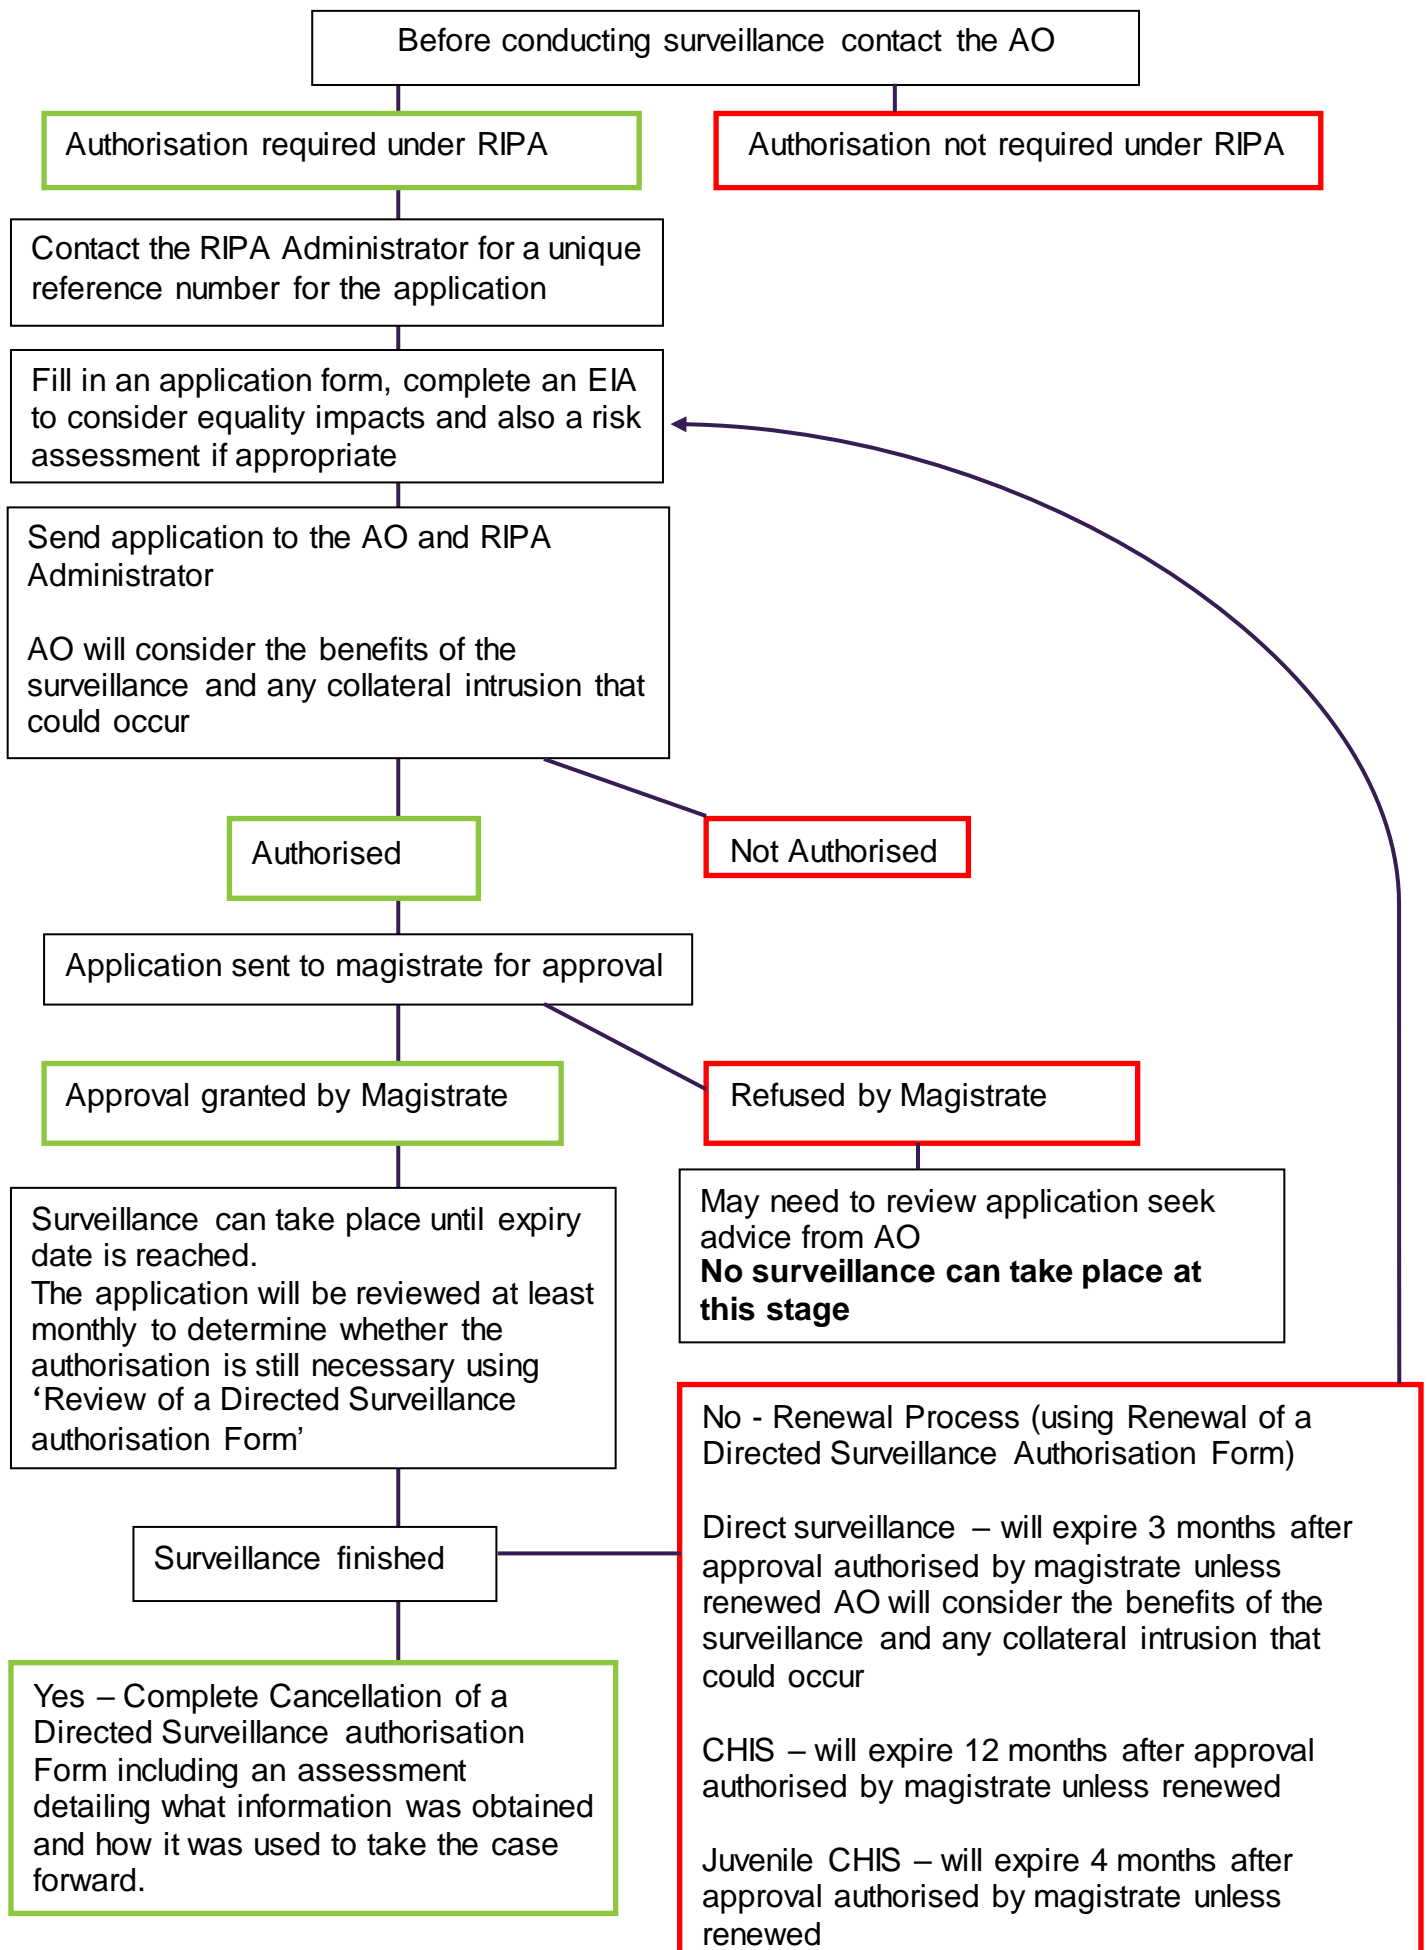 Before conducting surveillance contact the AO
Authorisation required under RIPA
Authorisation not required under RIPA
Contact the RIPA Administrator for a unique
reference number for the application
Fill in an application form, complete an EIA
to consider equality impacts and also a risk
assessment if appropriate
Send application to the AO and RIPA
Administrator
AO will consider the benefits of the
surveillance and any collateral intrusion that
could occur
Authorised
Not Authorised
Application sent to magistrate for approval
Approval granted by Magistrate
Refused by Magistrate
May need to review application seek
advice from AO
No surveillance can take place at
this stage
Surveillance can take place until expiry
date is reached.
The application will be reviewed at least
monthly to determine whether the
authorisation is still necessary using
‘Review of a Directed Surveillance
authorisation Form’
Surveillance finished
No - Renewal Process (using Renewal of a
Directed Surveillance Authorisation Form)
Direct surveillance – will expire 3 months after
approval authorised by magistrate unless
renewed AO will consider the benefits of the
surveillance and any collateral intrusion that
could occur
CHIS – will expire 12 months after approval
authorised by magistrate unless renewed
Juvenile CHIS – will expire 4 months after
approval authorised by magistrate unless
renewed
Yes – Complete Cancellation of a
Directed Surveillance authorisation
Form including an assessment
detailing what information was obtained
and how it was used to take the case
forward.